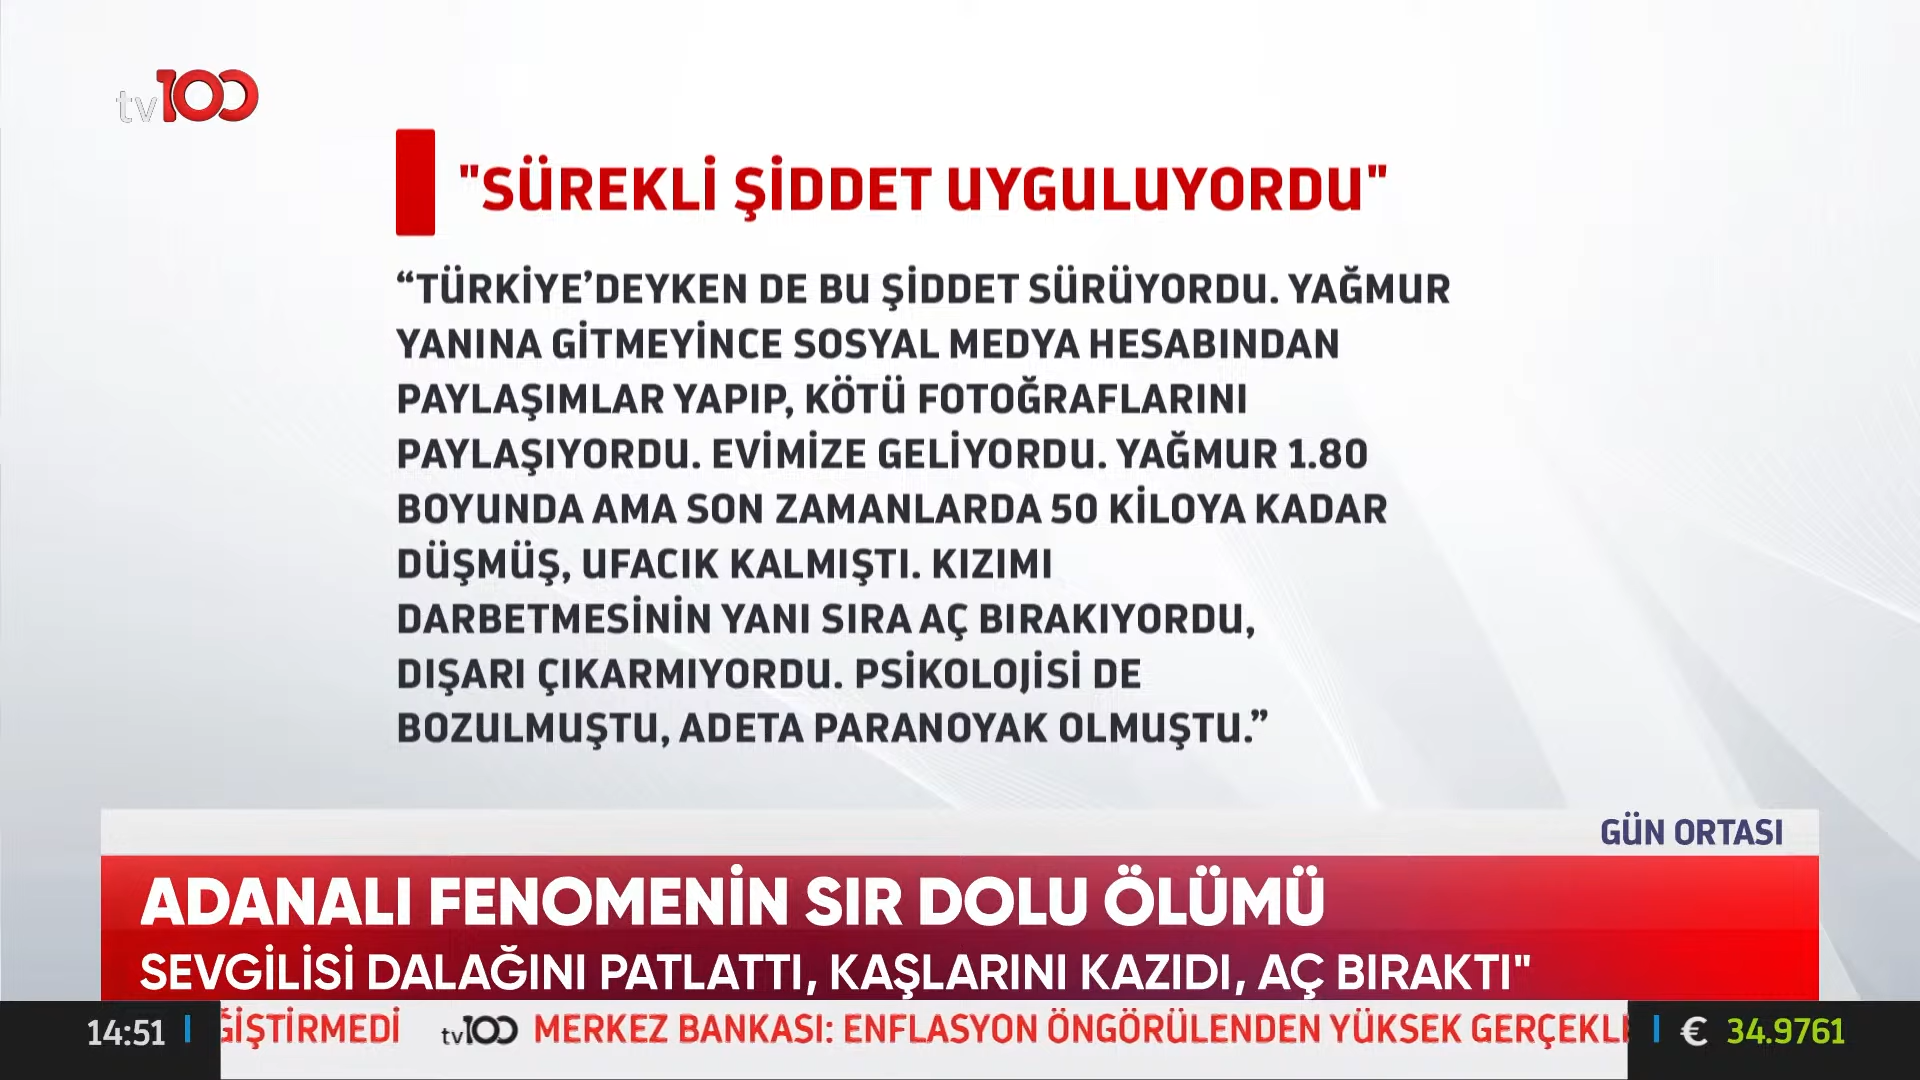 tv100
"SÜREKLİ ŞİDDET UYGULUYORDU"
“TÜRKİYE’DEYKEN DE BU ŞİDDET SÜRÜYORDU. YAĞMUR
YANINA GİTMEYİNCE SOSYAL MEDYA HESABINDAN
PAYLAŞIMLAR YAPIP, KÖTÜ FOTOĞRAFLARINI
PAYLAŞIYORDU. EVİMİZE GELİYORDU. YAĞMUR 1.80
BOYUNDA AMA SON ZAMANLARDA 50 KİLOYA KADAR
DÜŞMÜŞ, UFACIK KALMIŞTI. KIZIMI
DARBETMESİNİN YANI SIRA AÇ BIRAKIYORDU,
DIŞARI ÇIKARMIYORDU. PSİKOLOJİSİ DE
BOZULMUŞTU, ADETA PARANOYAK OLMUŞTU.”
GÜN ORTASI
ADANALI FENOMENİN SIR DOLU ÖLÜMÜ
SEVGİLİSİ DALAĞINI PATLATTI, KAŞLARINI KAZIDI, AÇ BIRAKTI"
14:51 ĞİŞTİRMEDİ tv100 MERKEZ BANKASI: ENFLASYON ÖNGÖRÜLENDEN YÜKSEK GERÇEKL € 34.9761